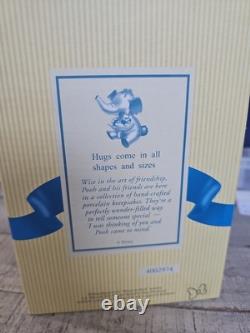 Hugs come in all
shapes and sizes
Wise in the art of friendship,
Pooh and his friends are here
in a collection of hand-crafted
porcelain keepsakes. They're a
perfectly wonder-filled way
to tell someone special —
I was thinking of you and
Pooh came to mind.
© Disney